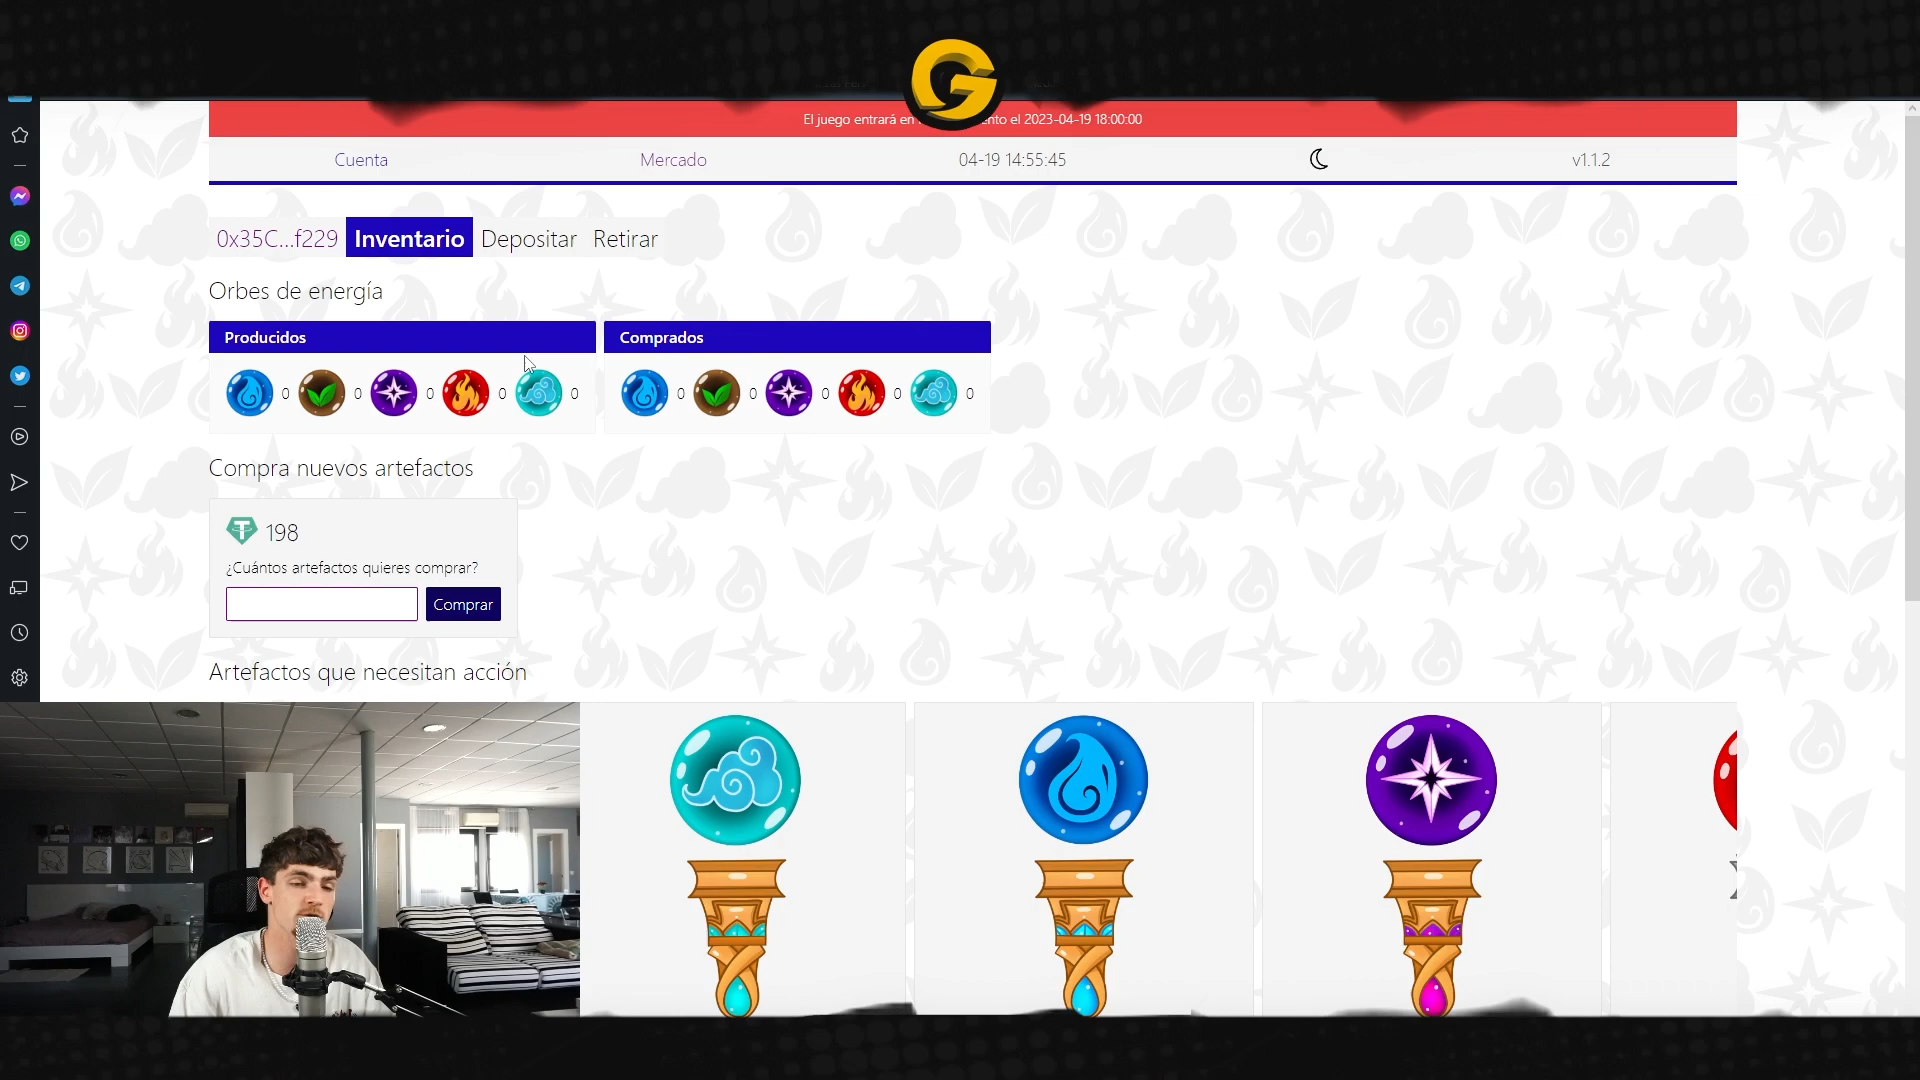 G
El juego entrará en nto el 2023-04-19 18:00:00
Cuenta Mercado 04-19 14:55:45 v1.1.2
0x35C...f229 Inventario Depositar Retirar
Orbes de energía
Producidos Comprados
0 0 0 0 0 0 0 0 0 0
Compra nuevos artefactos
198
¿Cuántos artefactos quieres comprar?
Comprar
Artefactos que necesitan acción